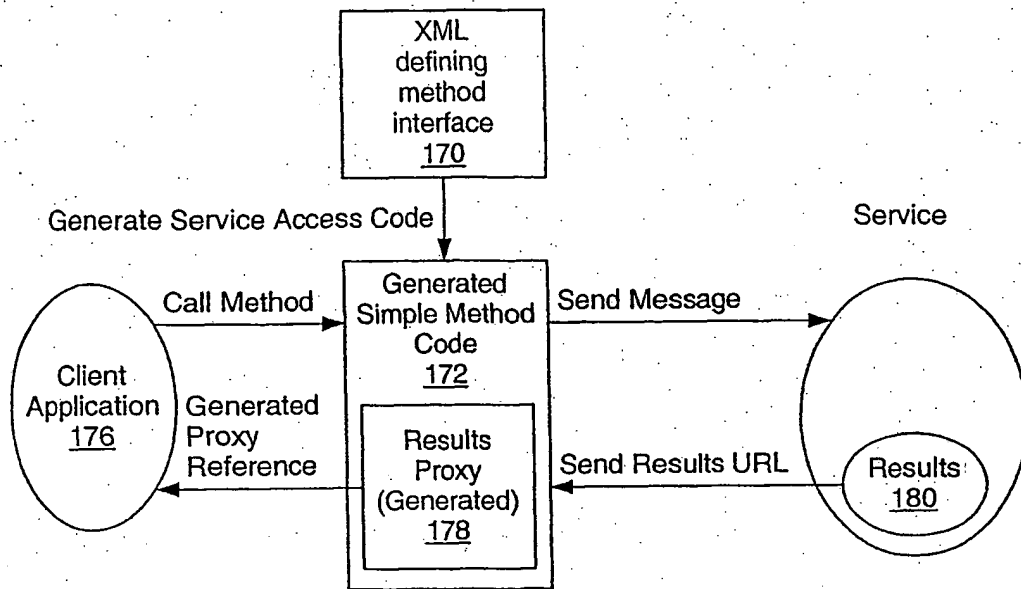 XML
defining
method
interface
170
Generate Service Access Code
Service
Call Method
Generated
Simple Method
Code
172
Send Message
Client
Application
176
Generated
Proxy
Reference
Results
Proxy
(Generated)
178
Send Results URL
Results
180